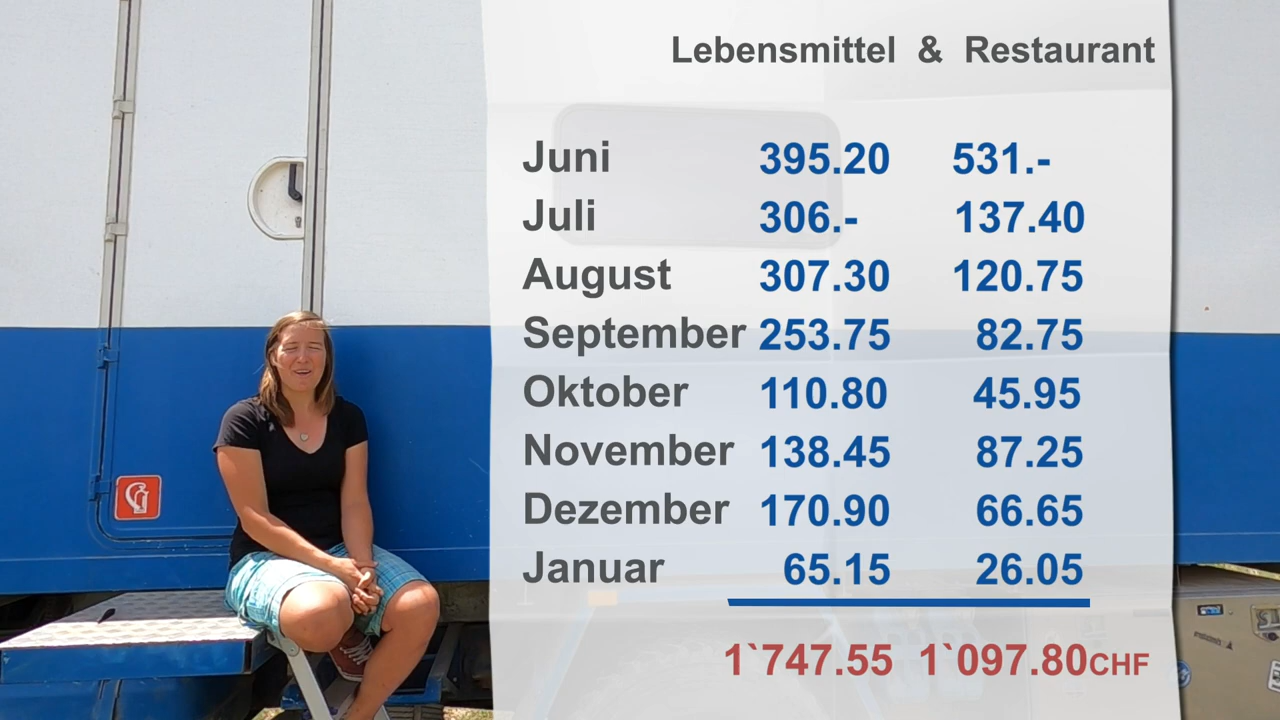 Lebensmittel & Restaurant
Juni 395.20 531.-
Juli 306.- 137.40
August 307.30 120.75
September 253.75 82.75
Oktober 110.80 45.95
November 138.45 87.25
Dezember 170.90 66.65
Januar 65.15 26.05
1`747.55 1`097.80CHF